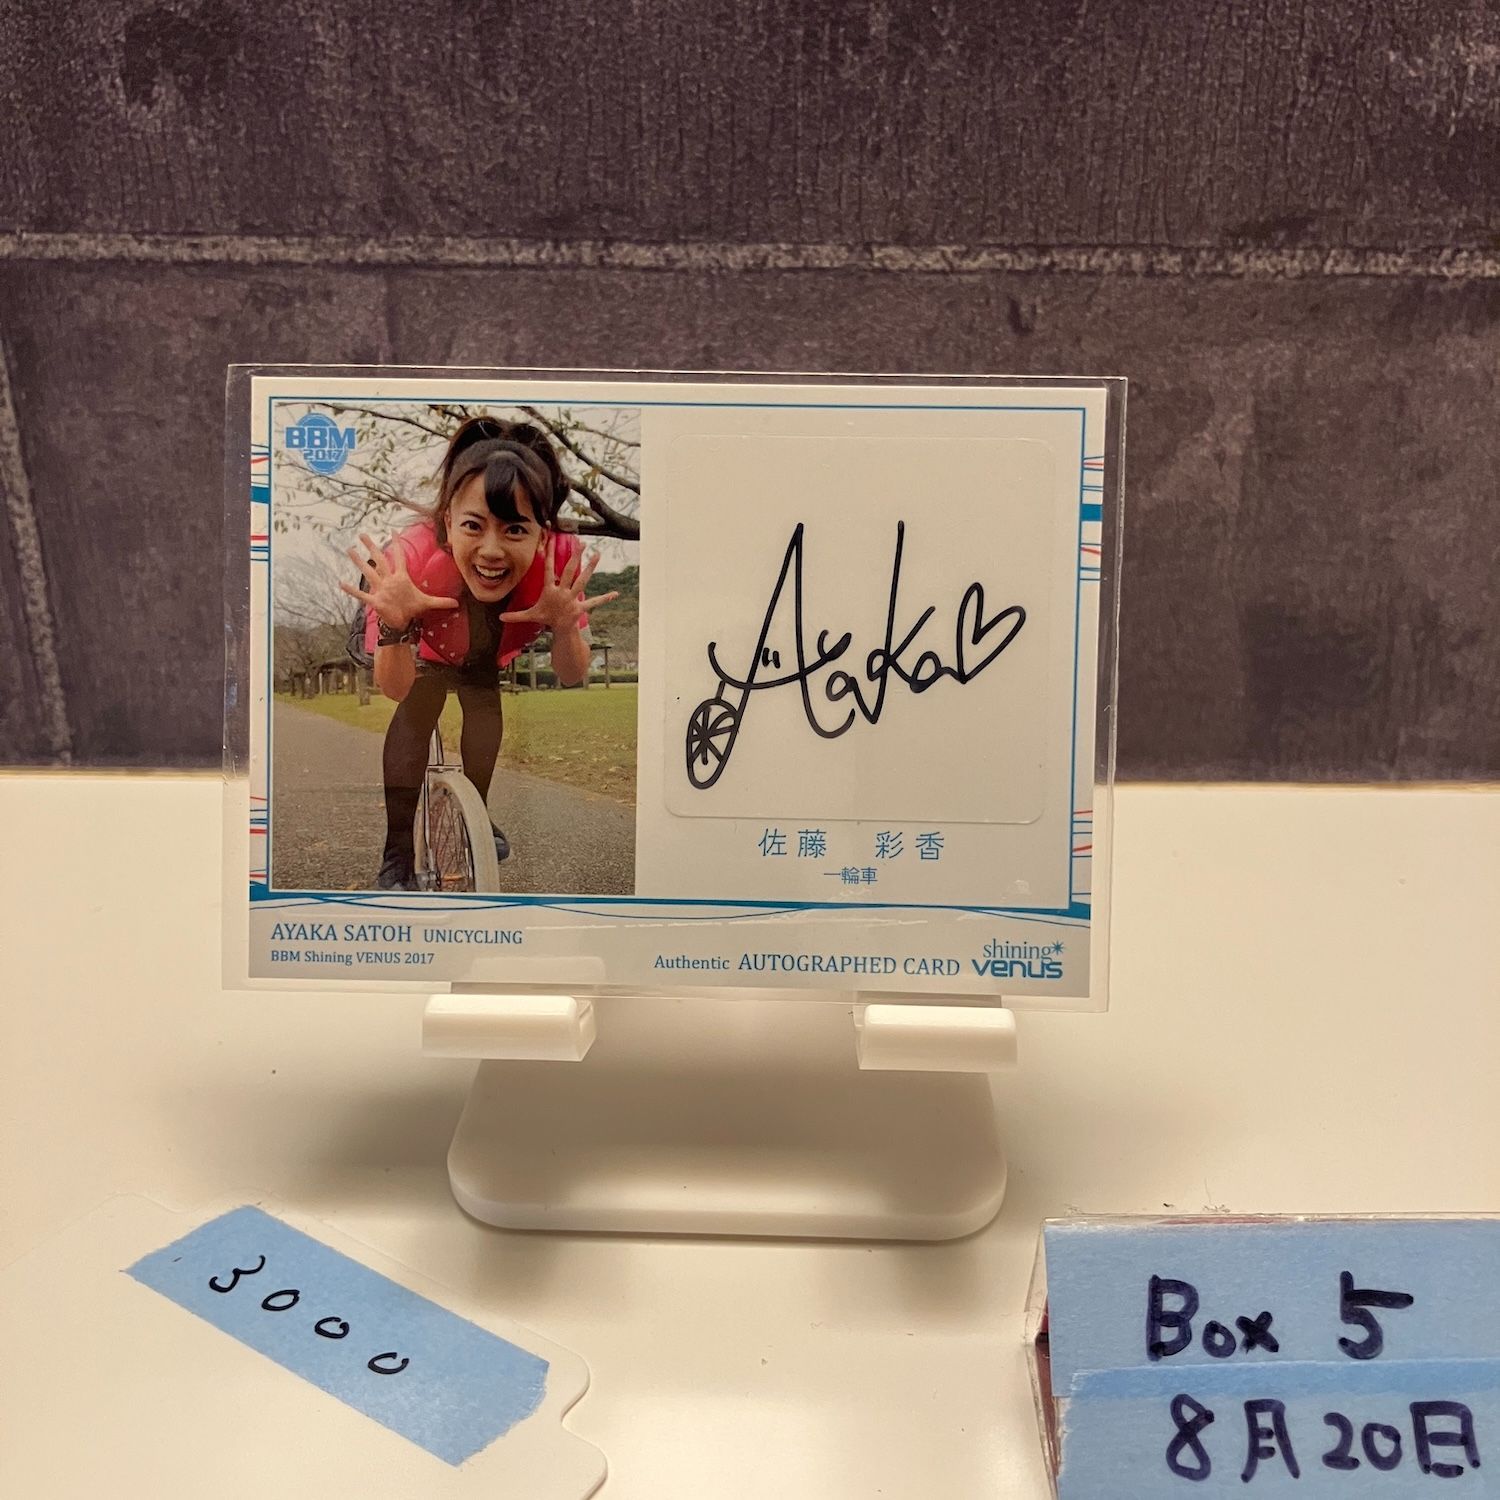 BBM
2017
Ayaka
佐藤 彩香
一輪車
AYAKA SATOH UNICYCLING
BBM Shining VENUS 2017
Authentic AUTOGRAPHED CARD
shining
venus
3000
Box 5
8月20日